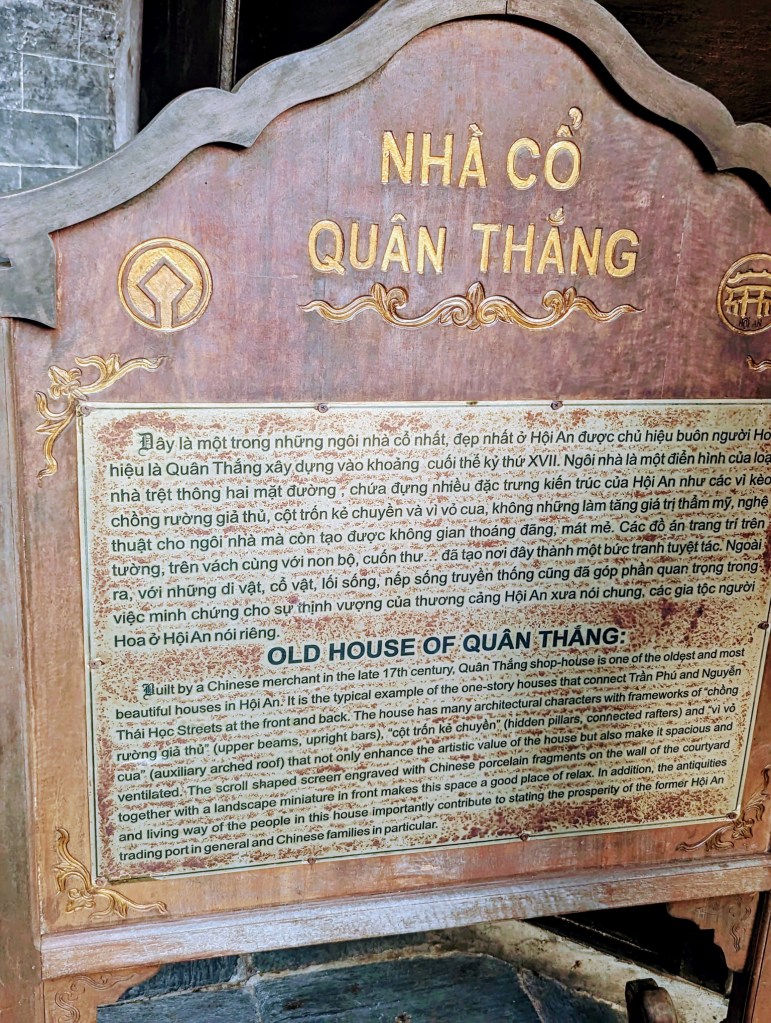 NHÀ CỔ
QUÂN THẮNG
HỘI AN
Đây là một trong những ngôi nhà cổ nhất, đẹp nhất ở Hội An được chủ hiệu buôn người Ho
hiệu là Quân Thắng xây dựng vào khoảng cuối thế kỷ thứ XVII. Ngôi nhà là một điển hình của loạ
nhà trệt thông hai mặt đường , chứa đựng nhiều đặc trưng kiến trúc của Hội An như các vì kèo
chồng rường giả thủ, cột trốn kẻ chuyền và vì vỏ cua, không những làm tăng giá trị thẩm mỹ, nghệ
thuật cho ngôi nhà mà còn tạo được không gian thoáng đãng, mát mẻ. Các đồ án trang trí trên
tường, trên vách cùng với non bộ, cuốn thư... đã tạo nơi đây thành một bức tranh tuyệt tác. Ngoài
ra, với những di vật, cổ vật, lối sống, nếp sống truyền thống cũng đã góp phần quan trọng trong
việc minh chứng cho sự thịnh vượng của thương cảng Hội An xưa nói chung, các gia tộc người
Hoa ở Hội An nói riêng.
OLD HOUSE OF QUÂN THẮNG:
Built by a Chinese merchant in the late 17th century, Quân Thắng shop-house is one of the oldest and most
beautiful houses in Hội An. It is the typical example of the one-story houses that connect Trần Phú and Nguyễn
Thái Học Streets at the front and back. The house has many architectural characters with frameworks of "chồng
rường giả thủ" (upper beams, upright bars), "cột trốn kẻ chuyền" (hidden pillars, connected rafters) and "vì vỏ
cua" (auxiliary arched roof) that not only enhance the artistic value of the house but also make it spacious and
ventilated. The scroll shaped screen engraved with Chinese porcelain fragments on the wall of the courtyard
together with a landscape miniature in front makes this space a good place of relax. In addition, the antiquities
and living way of the people in this house importantly contribute to stating the prosperity of the former Hội An
trading port in general and Chinese families in particular.